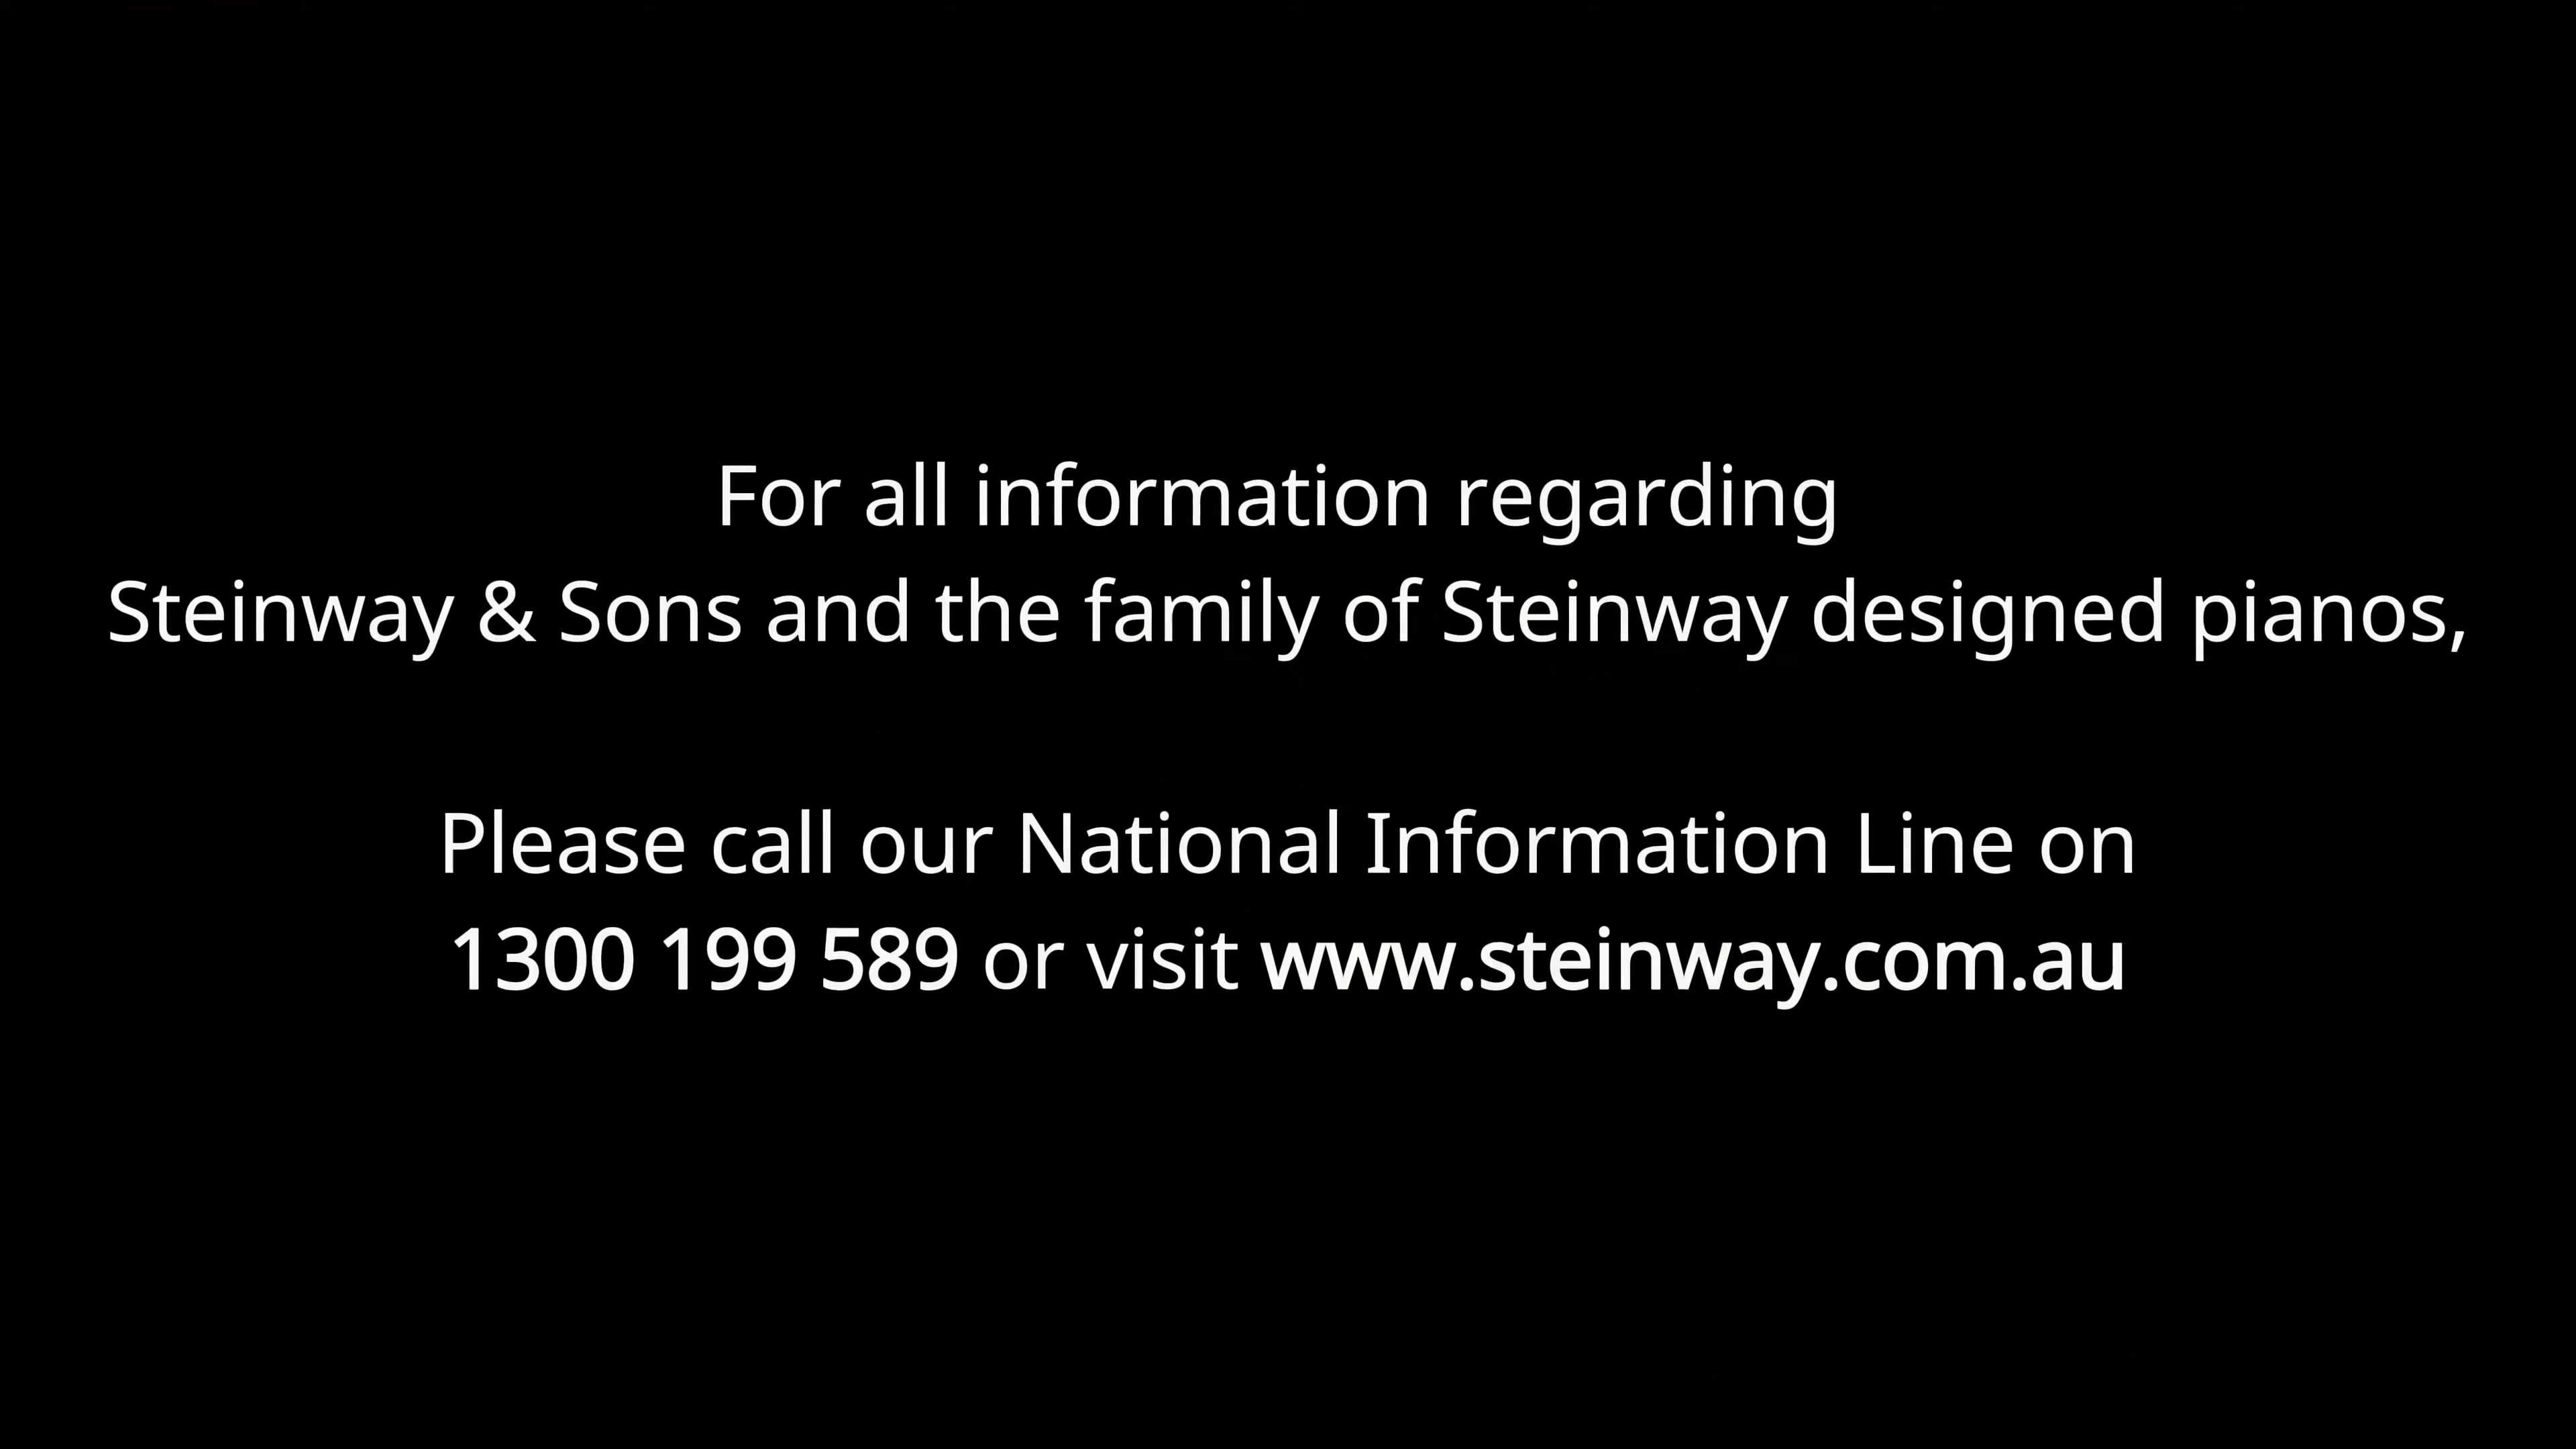 For all information regarding
Steinway & Sons and the family of Steinway designed pianos,
Please call our National Information Line on
1300 199 589 or visit www.steinway.com.au